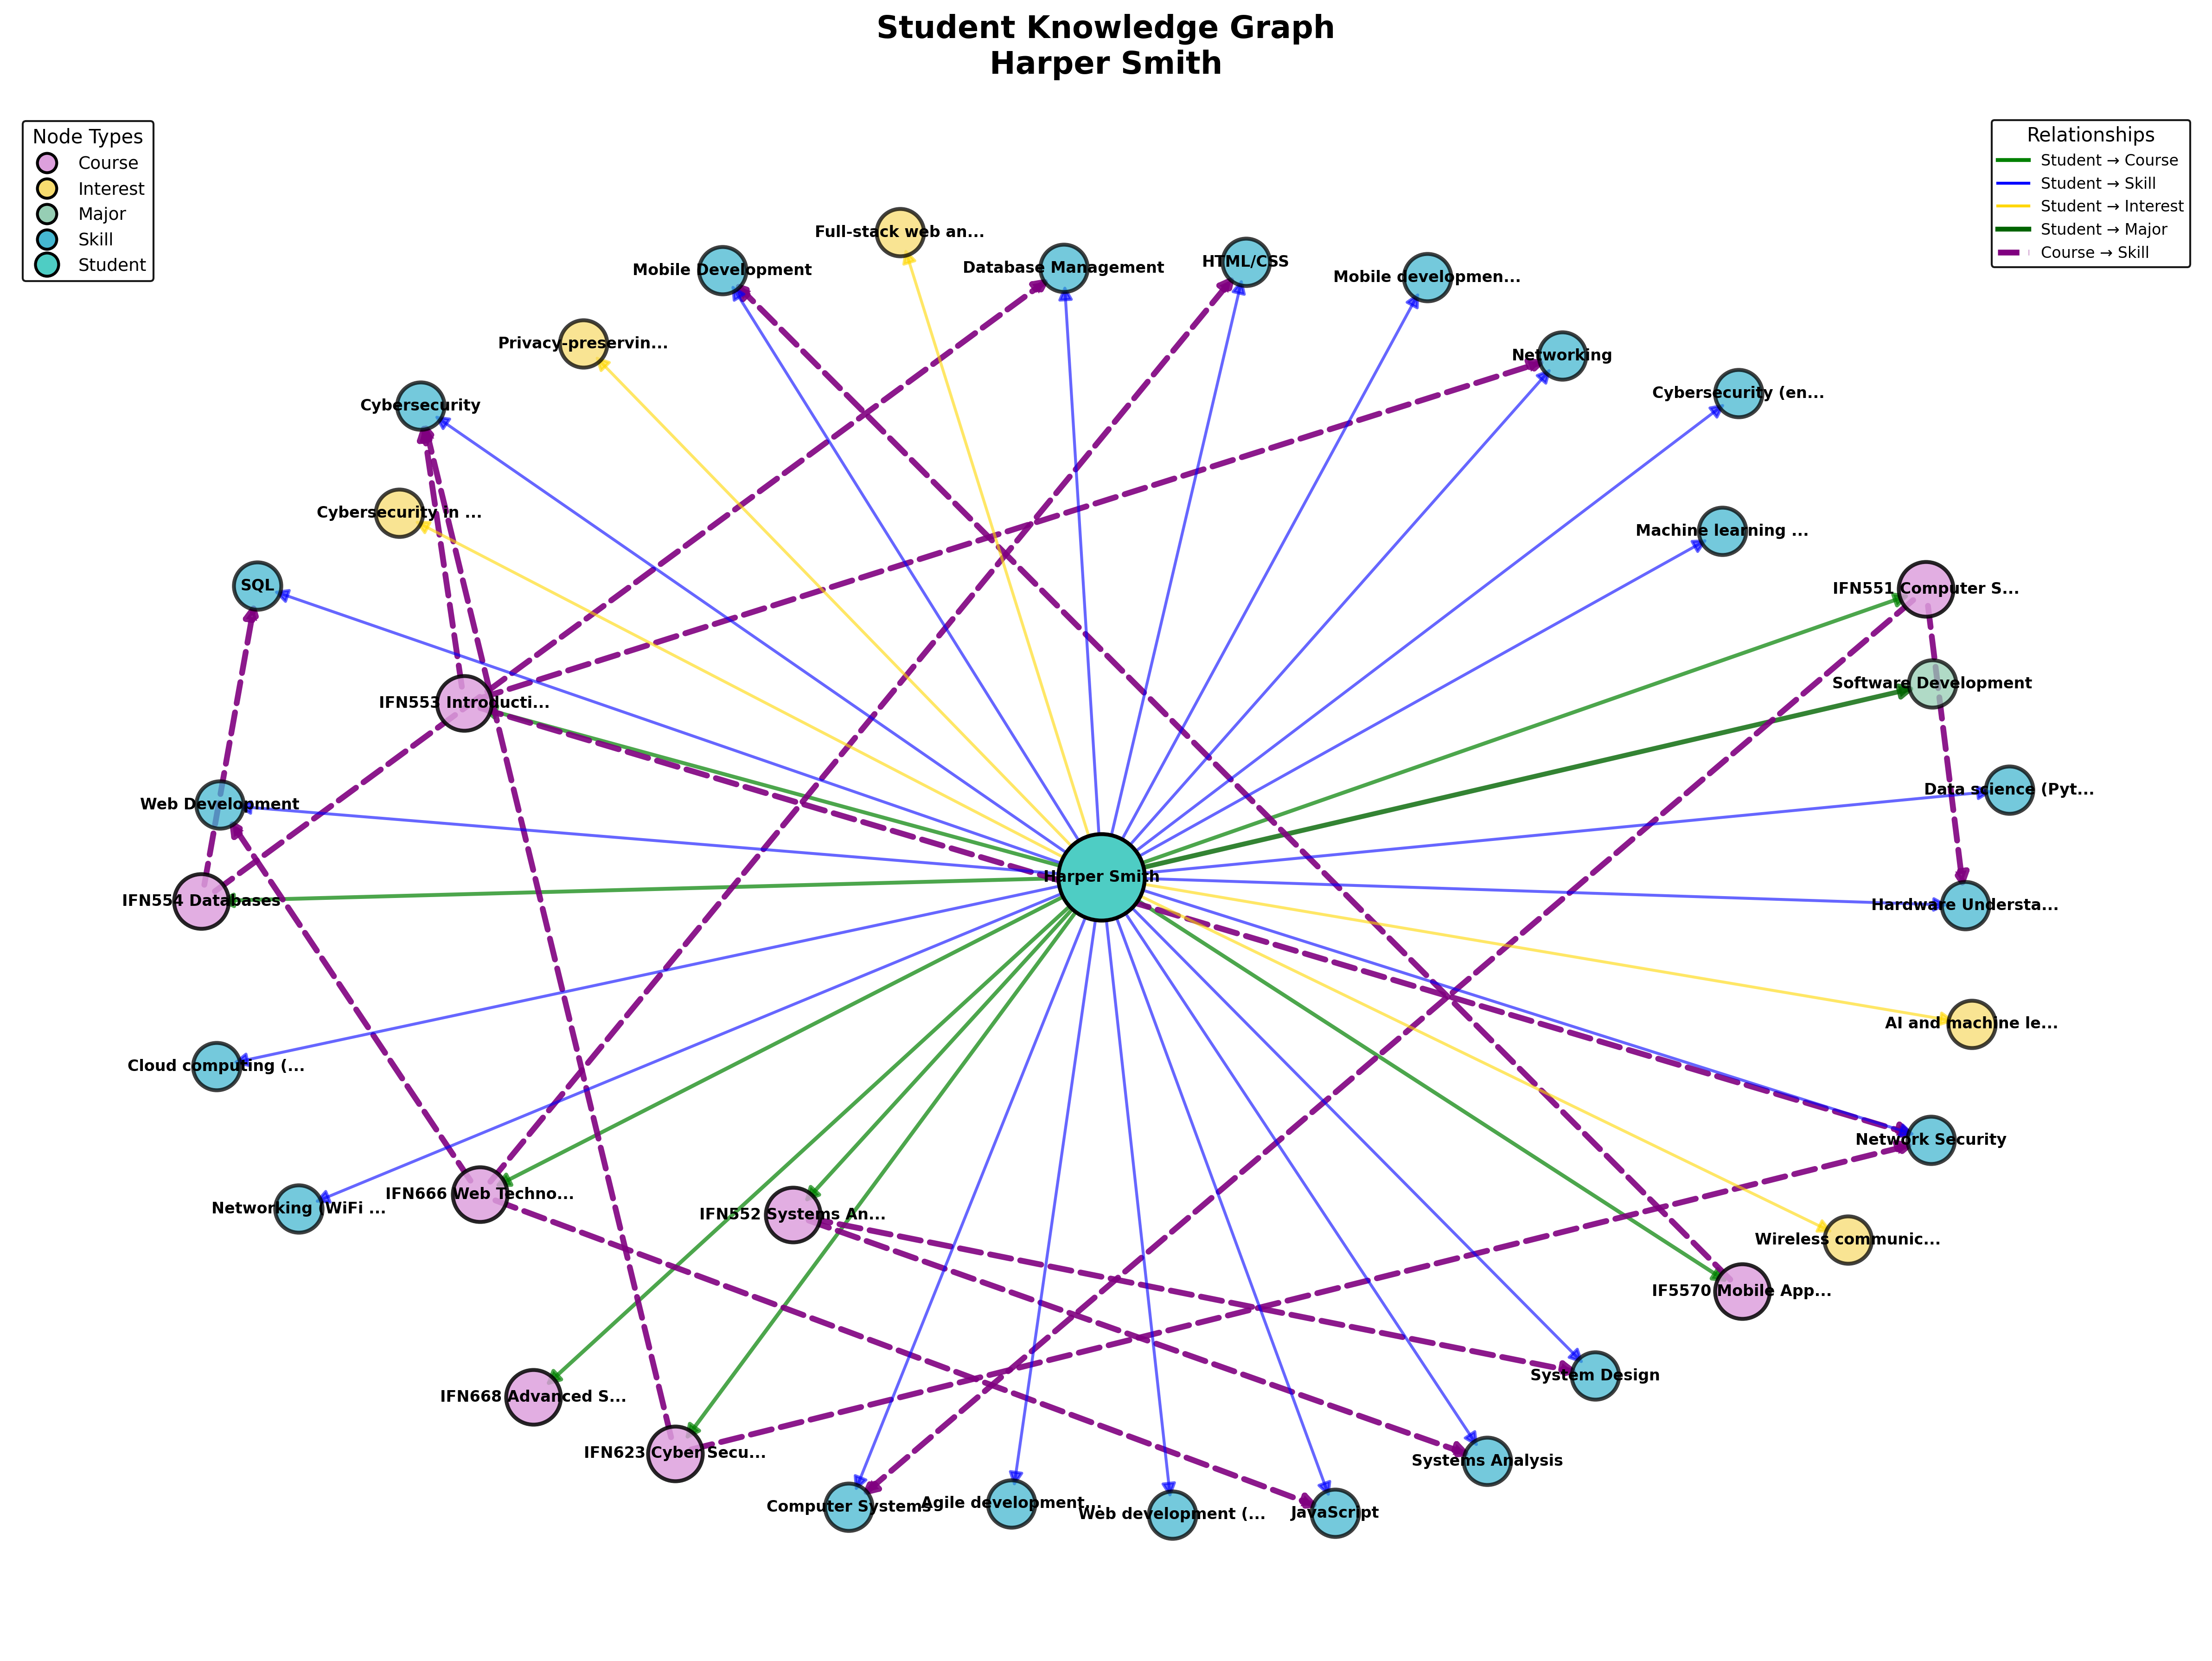 Student Knowledge Graph
Harper Smith
Node Types
Course
Interest
Major
Skill
Student
Relationships
Student → Course
Student → Skill
Student → Interest
Student → Major
Course → Skill
Full-stack web an...
Mobile Development
Database Management
HTML/CSS
Mobile developmen...
Privacy-preservin...
Networking
Cybersecurity
Cybersecurity (en...
Cybersecurity in ...
Machine learning ...
SQL
IFN551 Computer S...
IFN553 Introducti...
Software Development
Web Development
Data science (Pyt...
Harper Smith
IFN554 Databases
Hardware Understa...
AI and machine le...
Cloud computing (...
Network Security
IFN666 Web Techno...
Networking (WiFi ...
IFN552 Systems An...
Wireless communic...
IF5570 Mobile App...
System Design
IFN668 Advanced S...
IFN623 Cyber Secu...
Systems Analysis
Computer Systems
Agile development...
Web development (...
JavaScript